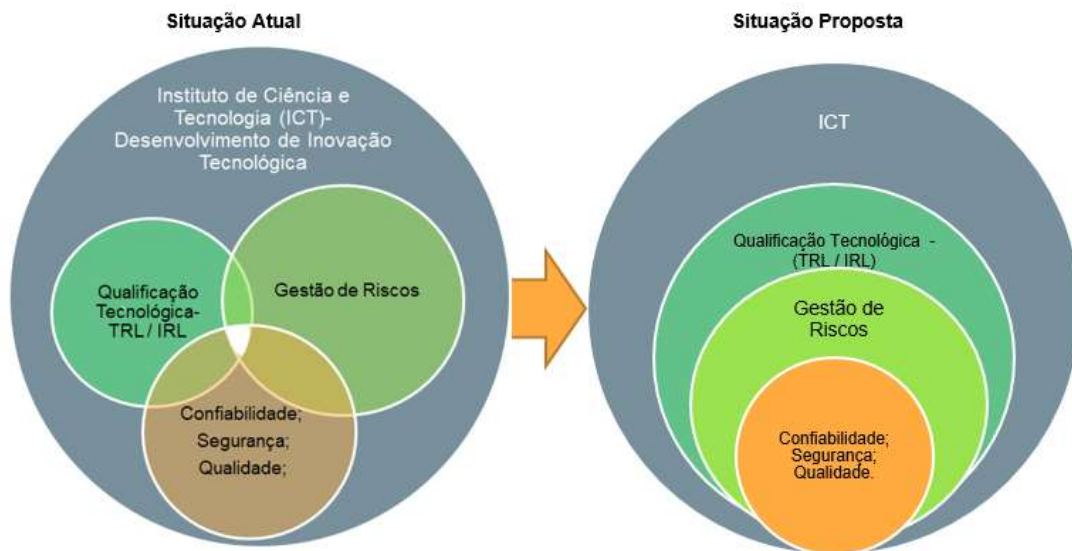 Situação Atual
Instituto de Ciência e
Tecnologia (ICT)-
Desenvolvimento de Inovação
Tecnológica
Qualificação
Tecnológica-
TRL / IRL
Gestão de Riscos
Confiabilidade;
Segurança;
Qualidade;
Situação Proposta
ICT
Qualificação Tecnológica -
(TRL / IRL)
Gestão de
Riscos
Confiabilidade;
Segurança;
Qualidade.